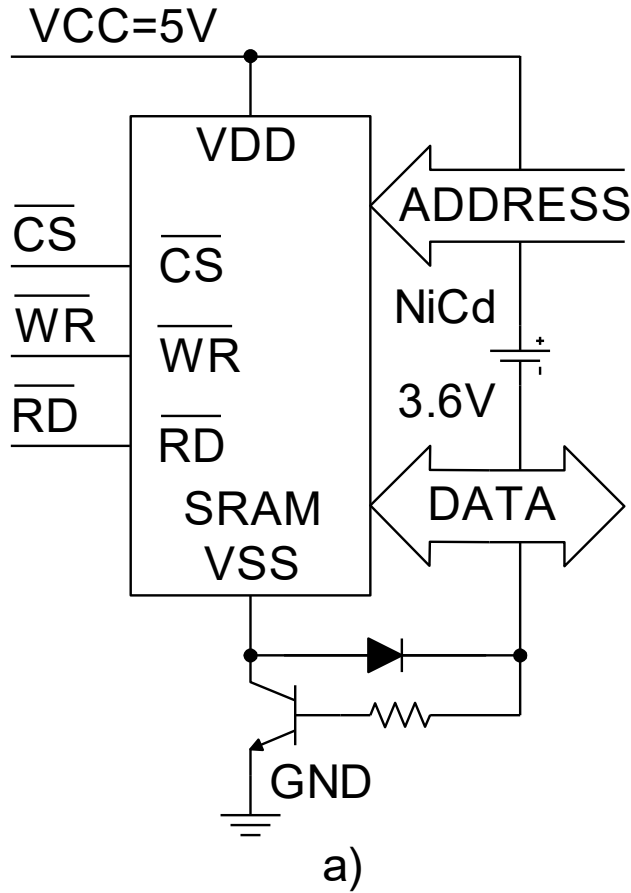 VCC=5V
VDD
ADDRESS
CS
CS
NiCd
WR
WR
3.6V
RD
RD
SRAM
DATA
VSS
GND
a)